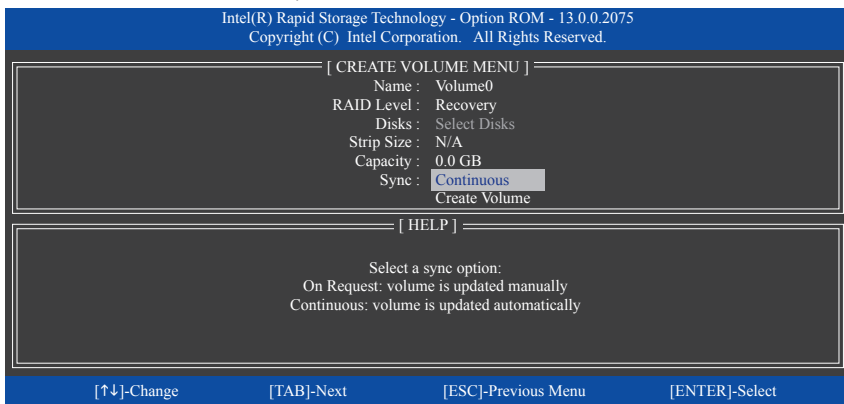 Intel(R) Rapid Storage Technology - Option ROM - 13.0.0.2075
Copyright (C) Intel Corporation. All Rights Reserved.
[ CREATE VOLUME MENU ]
Name : Volume0
RAID Level : Recovery
Disks : Select Disks
Strip Size : N/A
Capacity : 0.0 GB
Sync : Continuous
Create Volume
[ HELP ]
Select a sync option:
On Request: volume is updated manually
Continuous: volume is updated automatically
[↑↓]-Change [TAB]-Next [ESC]-Previous Menu [ENTER]-Select